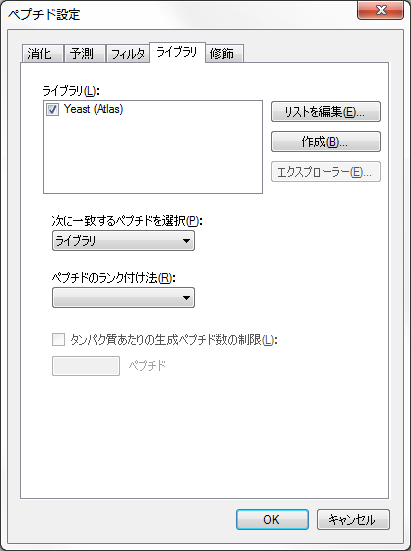 ペプチド設定
消化 予測 フィルタ ライブラリ 修飾
ライブラリ(L):
Yeast (Atlas)
リストを編集(E)...
作成(B)...
エクスプローラー(E)...
次に一致するペプチドを選択(P):
ライブラリ
ペプチドのランク付け法(R):
タンパク質あたりの生成ペプチド数の制限(L):
ペプチド
OK キャンセル